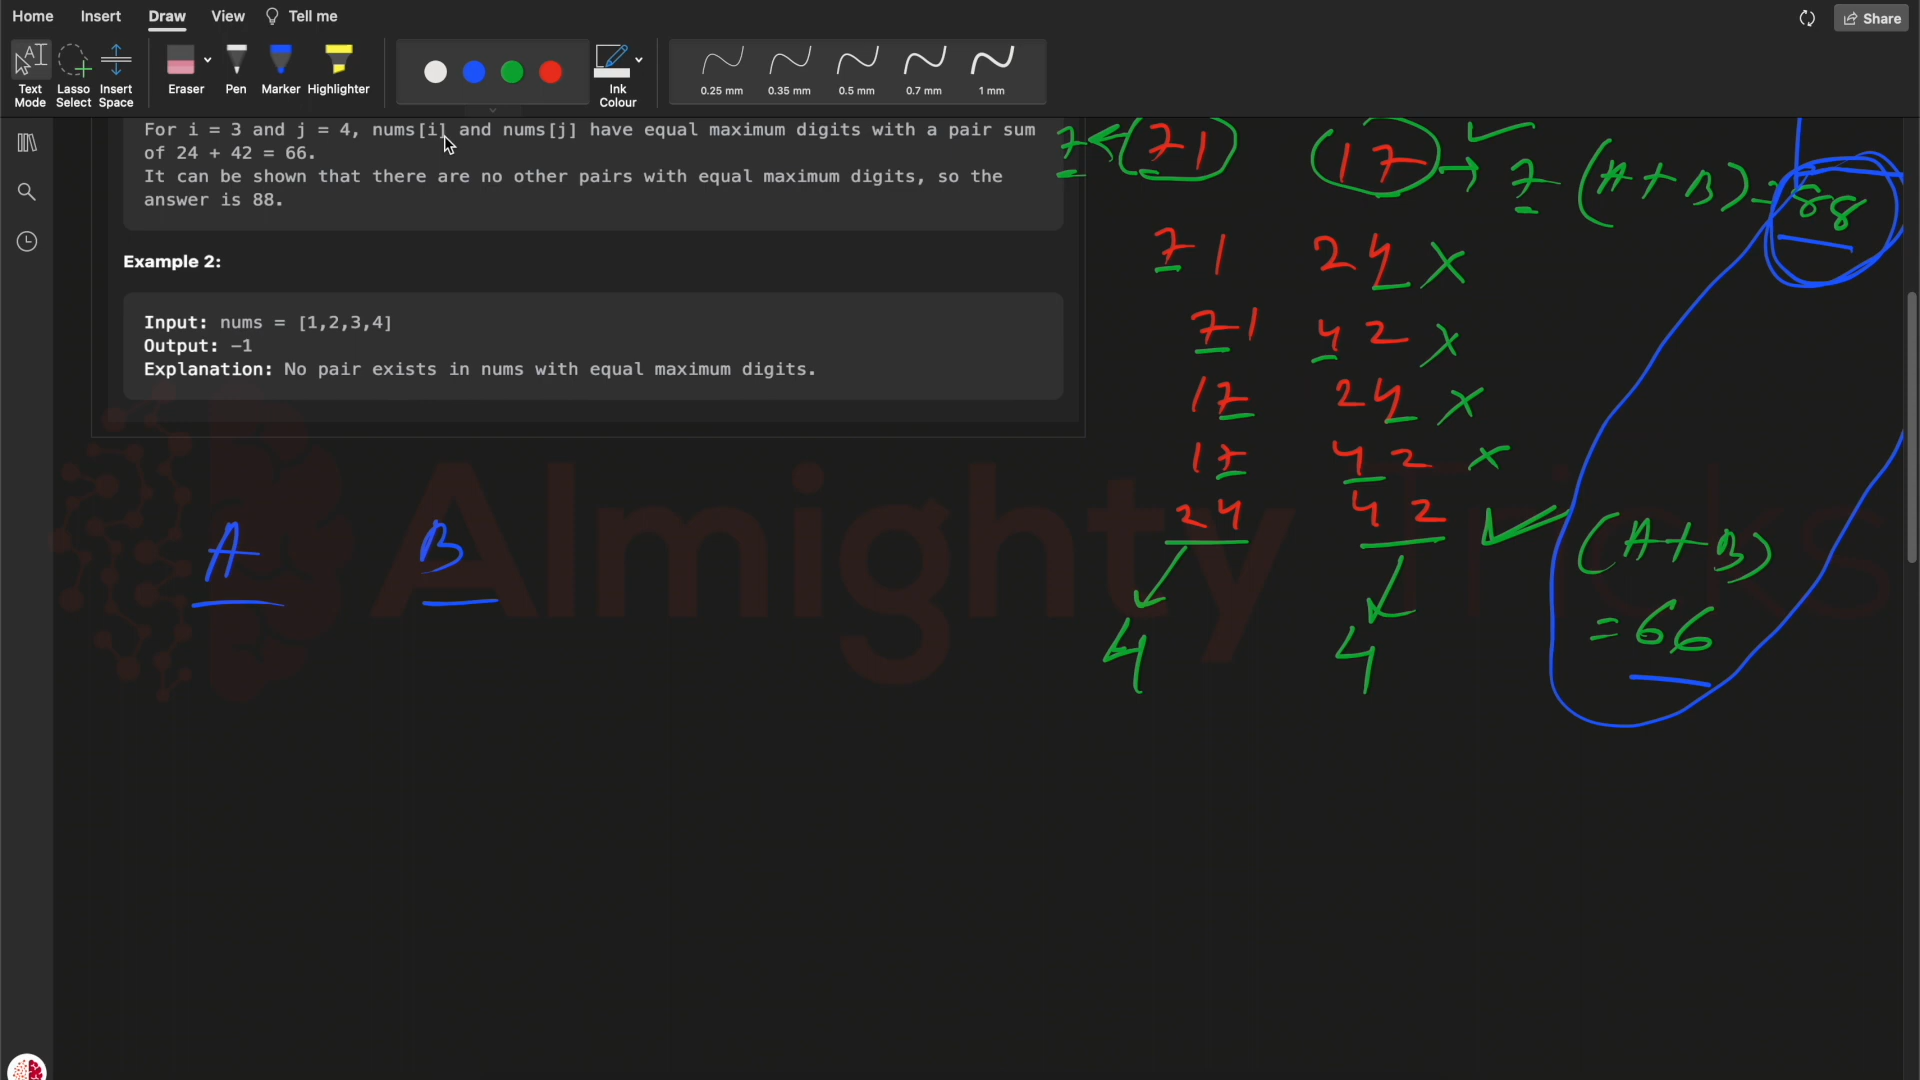 Home Insert Draw View Tell me
Share
Text Mode
Lasso Select
Insert Space
Eraser
Pen
Marker
Highlighter
Ink Colour
0.25 mm
0.35 mm
0.5 mm
0.7 mm
1 mm
For i = 3 and j = 4, nums[i] and nums[j] have equal maximum digits with a pair sum
of 24 + 42 = 66.
It can be shown that there are no other pairs with equal maximum digits, so the
answer is 88.
Example 2:
Input: nums = [1,2,3,4]
Output: −1
Explanation: No pair exists in nums with equal maximum digits.
Almighty Tricks
A B
7 ← (71) (17) → 7 (A+B) = 88
71 24 X
71 42 X
17 24 X
17 42 X
24 42 ✓ (A+B)
4 4 = 66